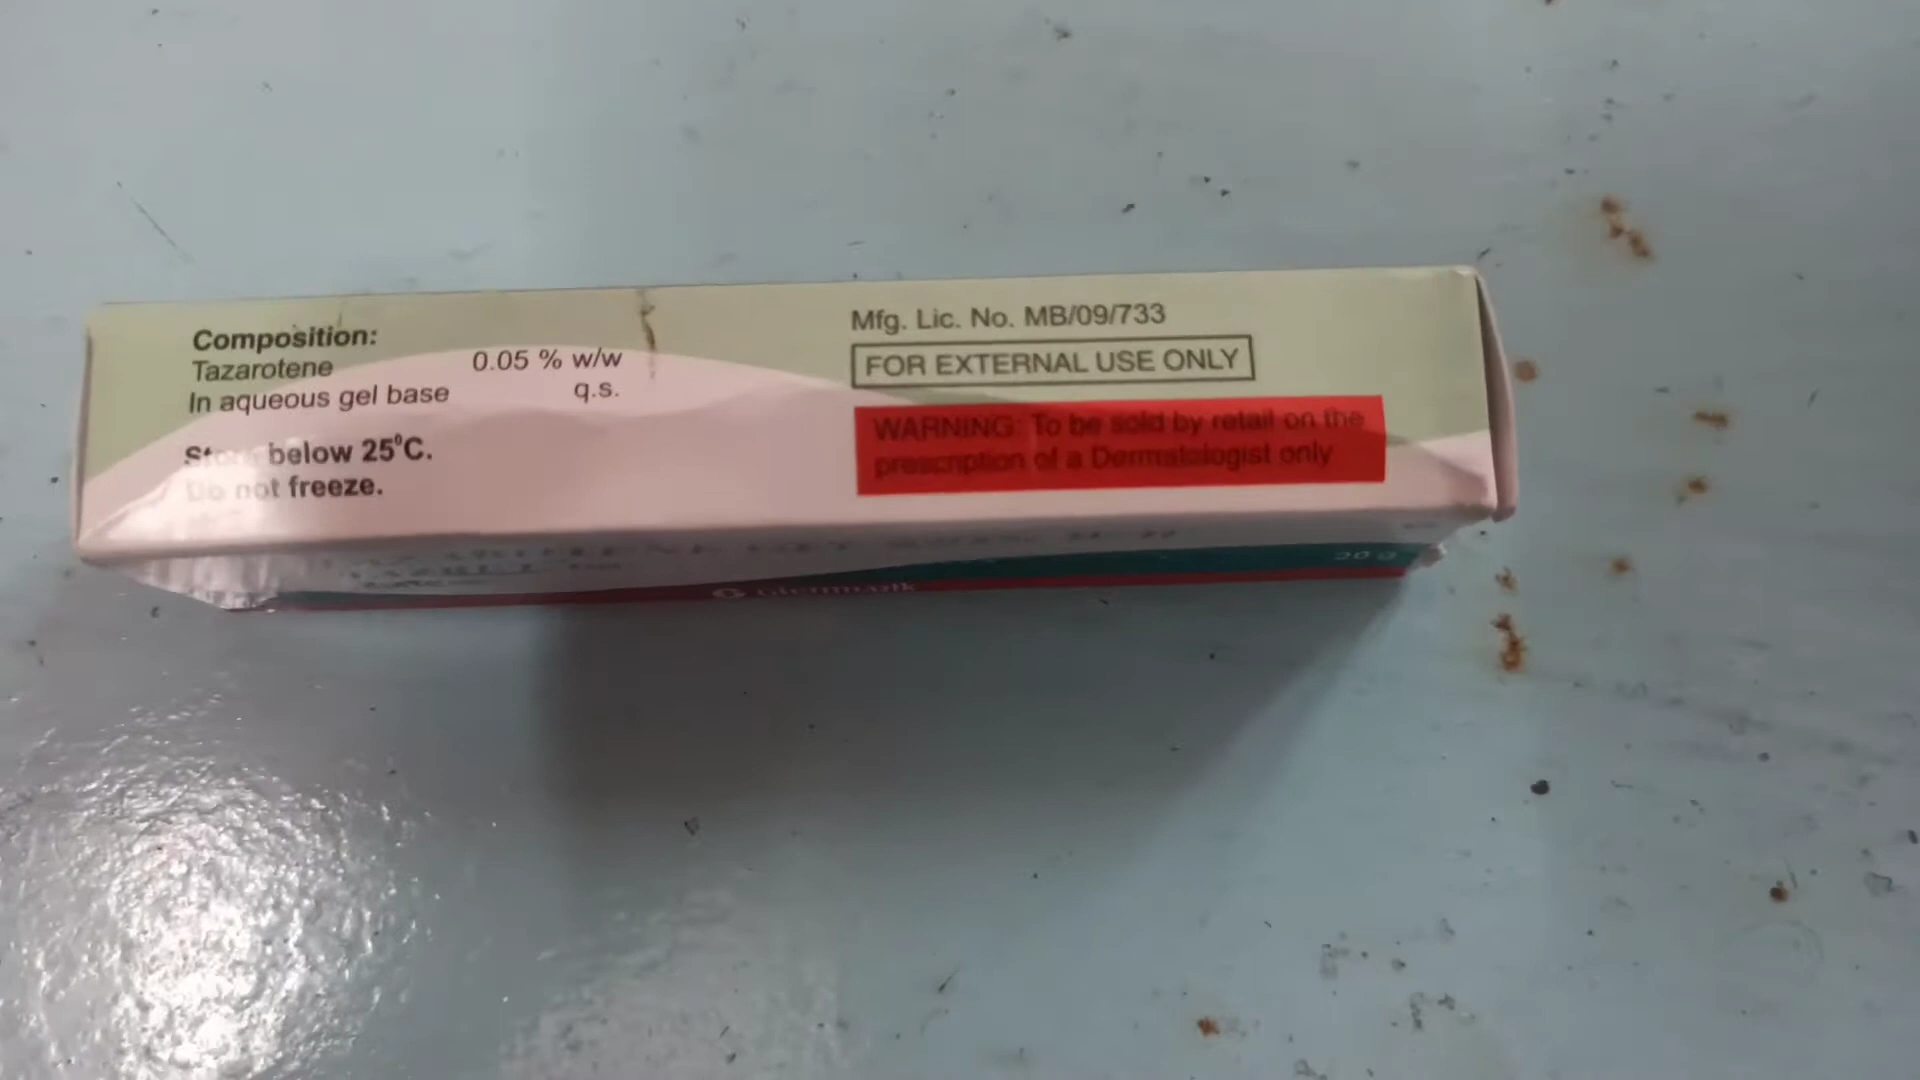 Composition:
Tazarotene 0.05 % w/w
In aqueous gel base q.s.
Store below 25°C.
Do not freeze.
Mfg. Lic. No. MB/09/733
FOR EXTERNAL USE ONLY
WARNING: To be sold by retail on the
prescription of a Dermatologist only
Glenmark